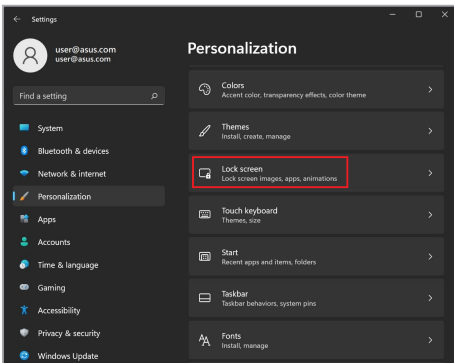 Settings
user@asus.com
user@asus.com
Find a setting
System
Bluetooth & devices
Network & internet
Personalization
Apps
Accounts
Time & language
Gaming
Accessibility
Privacy & security
Windows Update
Personalization
Colors
Accent color, transparency effects, color theme
Themes
Install, create, manage
Lock screen
Lock screen images, apps, animations
Touch keyboard
Themes, size
Start
Recent apps and items, folders
Taskbar
Taskbar behaviors, system pins
Fonts
Install, manage